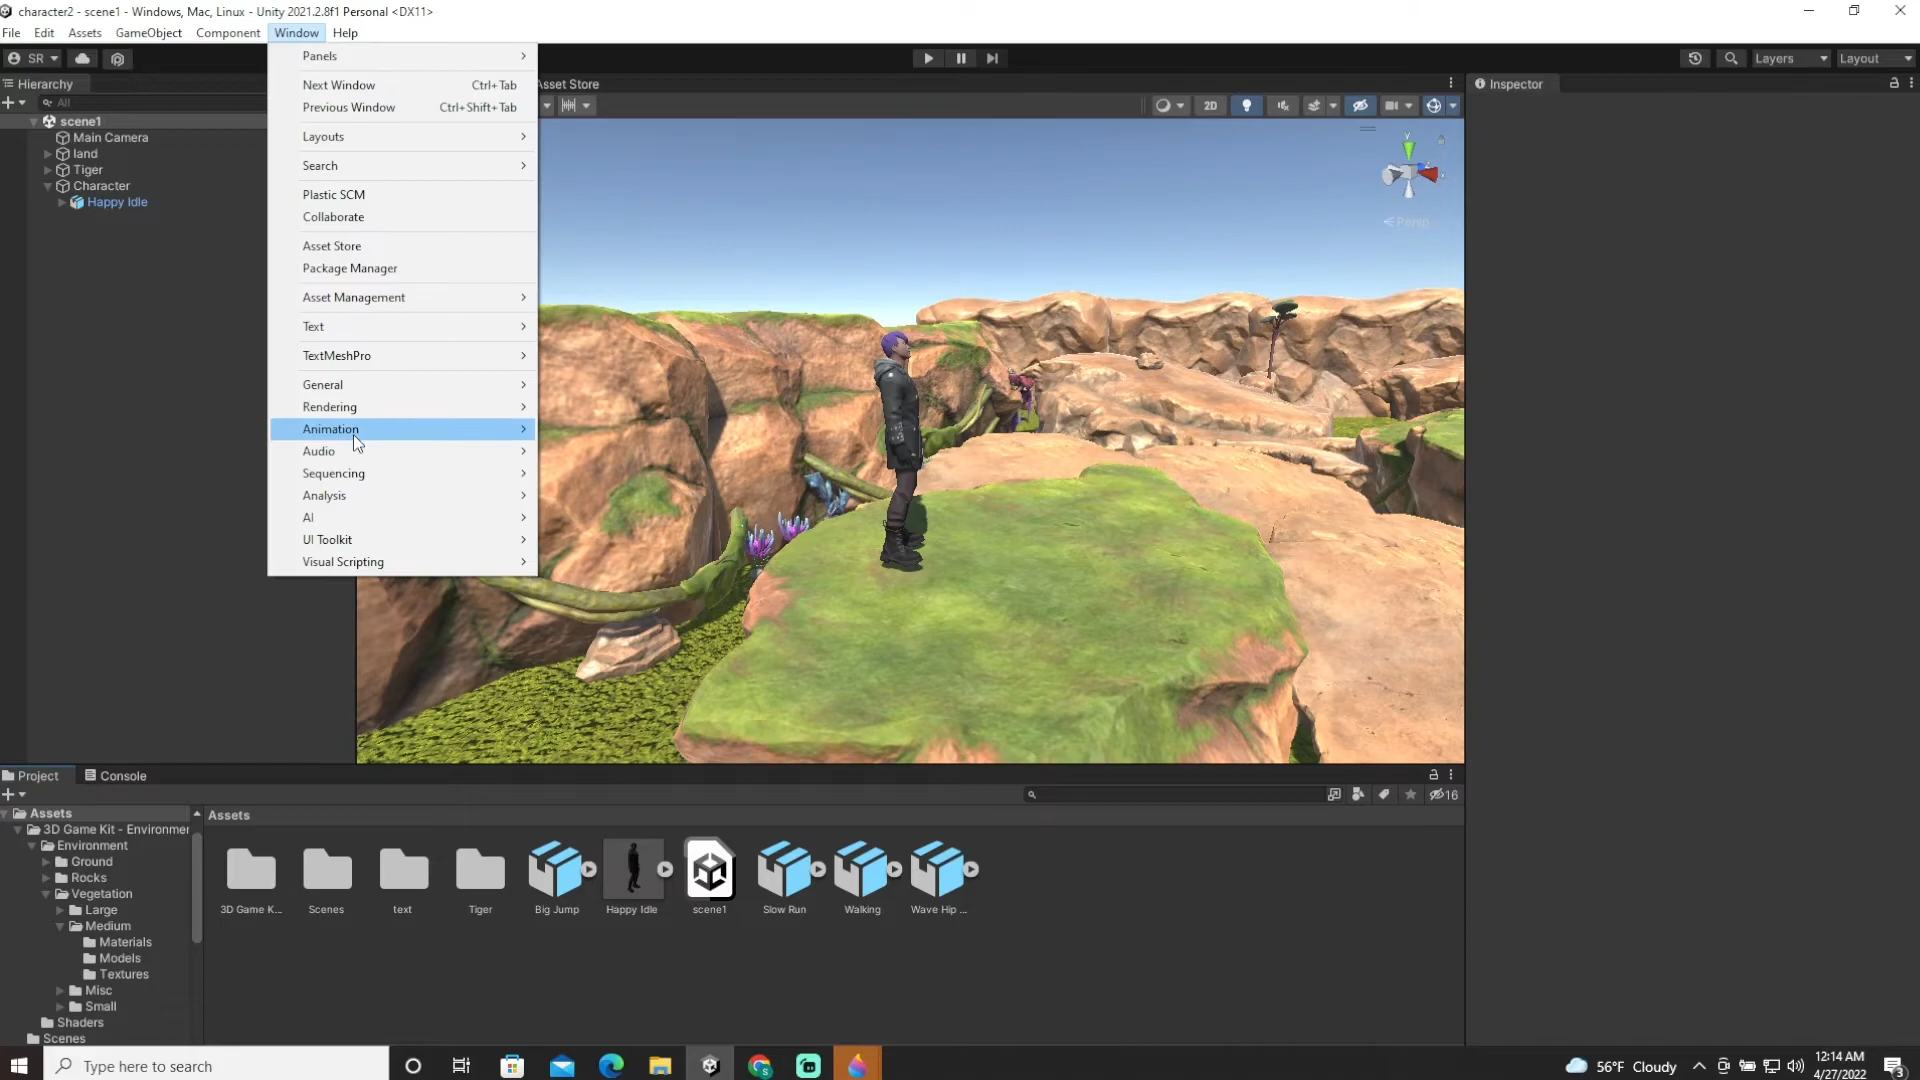 character2 - scene1 - Windows, Mac, Linux - Unity 2021.2.8f1 Personal <DX11>
File Edit Assets GameObject Component Window Help
SR
Layers Layout
Hierarchy
Asset Store
Inspector
All
2D
scene1
Main Camera
land
Tiger
Character
Happy Idle
Panels
Next Window Ctrl+Tab
Previous Window Ctrl+Shift+Tab
Layouts
Search
Plastic SCM
Collaborate
Asset Store
Package Manager
Asset Management
Text
TextMeshPro
General
Rendering
Animation
Audio
Sequencing
Analysis
AI
UI Toolkit
Visual Scripting
y
Persp
Project Console
16
Assets
3D Game Kit - Environmer
Environment
Ground
Rocks
Vegetation
Large
Medium
Materials
Models
Textures
Misc
Small
Shaders
Scenes
Assets
3D Game K... Scenes text Tiger Big Jump Happy Idle scene1 Slow Run Walking Wave Hip ...
Type here to search
56°F Cloudy
12:14 AM
4/27/2022
3